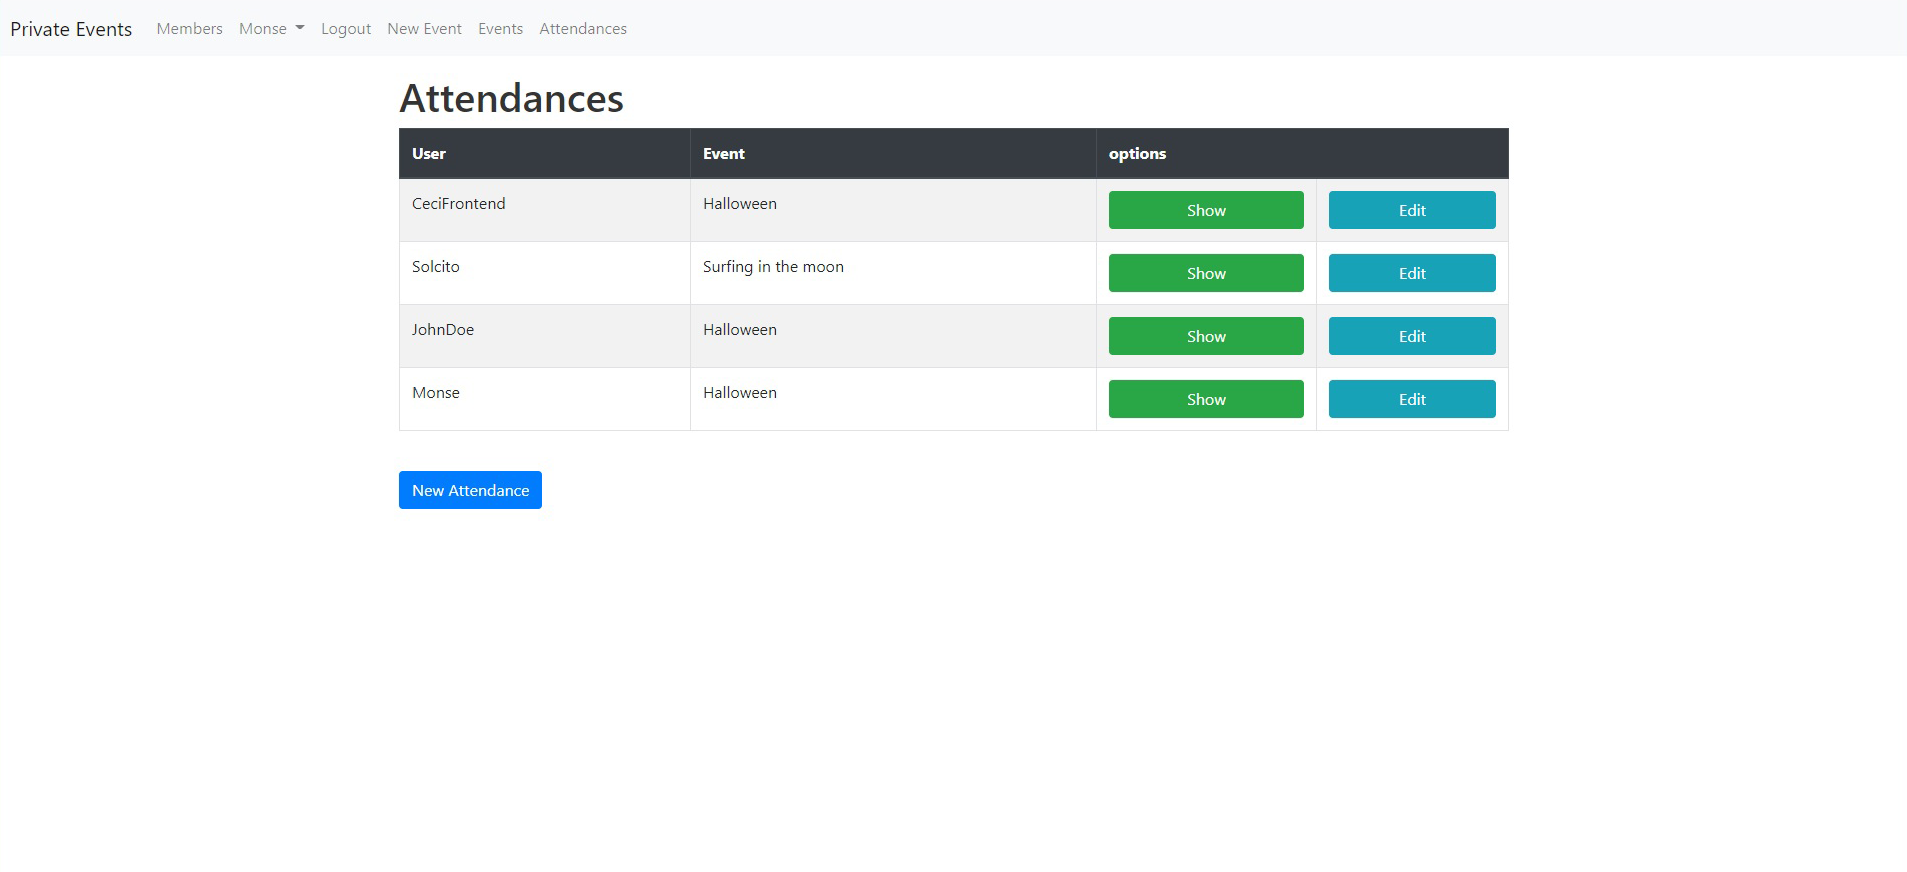 Private Events Members Monse Logout New Event Events Attendances
Attendances
User Event options
CeciFrontend Halloween Show Edit
Solcito Surfing in the moon Show Edit
JohnDoe Halloween Show Edit
Monse Halloween Show Edit
New Attendance